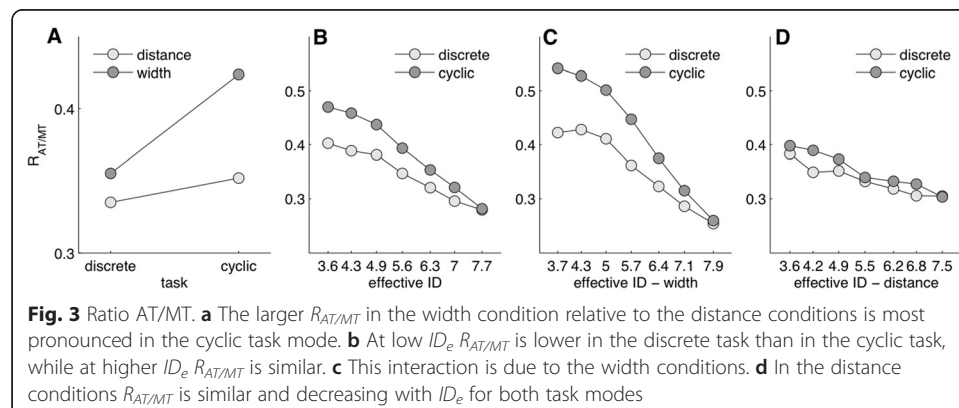 A B C D
distance discrete discrete discrete
width cyclic cyclic cyclic
0.4
0.3
R_AT/MT
discrete cyclic
task
0.5
0.4
0.3
3.6 4.3 4.9 5.6 6.3 7 7.7
effective ID
0.5
0.4
0.3
3.7 4.3 5 5.7 6.4 7.1 7.9
effective ID – width
0.5
0.4
0.3
3.6 4.2 4.9 5.5 6.2 6.8 7.5
effective ID – distance
Fig. 3 Ratio AT/MT. a The larger R_AT/MT in the width condition relative to the distance conditions is most
pronounced in the cyclic task mode. b At low ID_e R_AT/MT is lower in the discrete task than in the cyclic task,
while at higher ID_e R_AT/MT is similar. c This interaction is due to the width conditions. d In the distance
conditions R_AT/MT is similar and decreasing with ID_e for both task modes